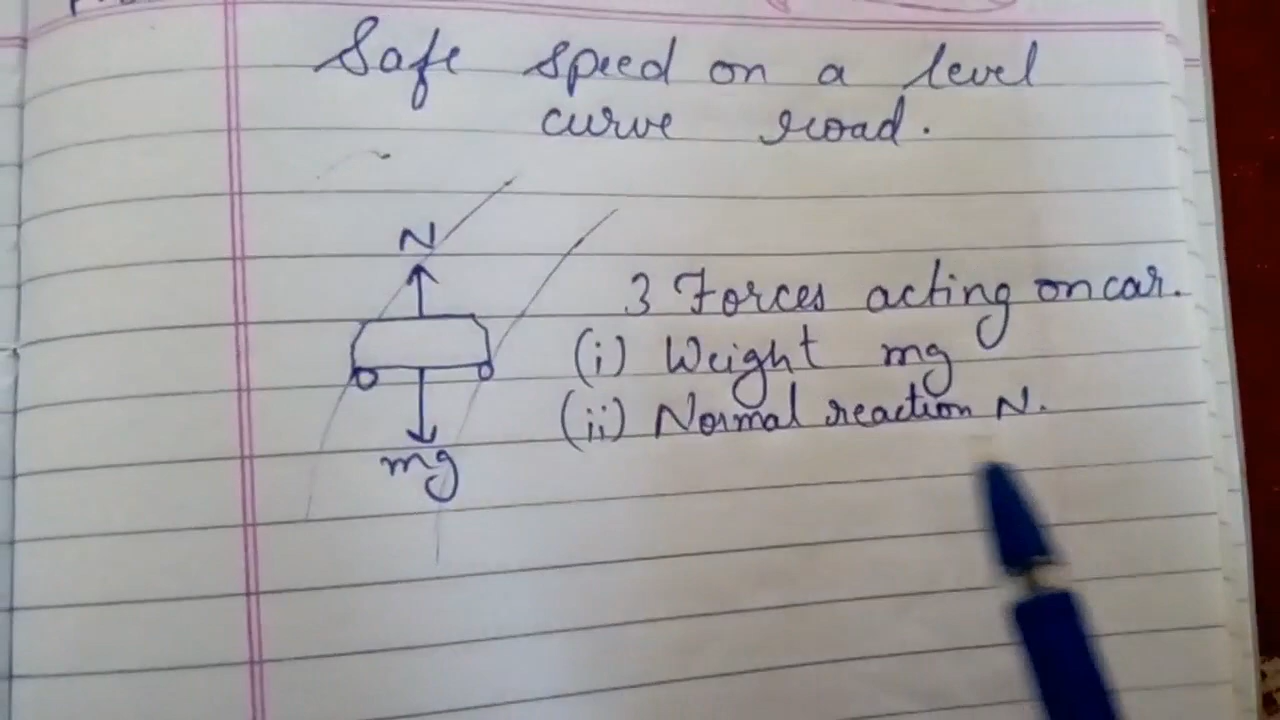 Safe speed on a level
curve road.
N
3 Forces acting on car.
(i) Weight mg
(ii) Normal reaction N.
mg